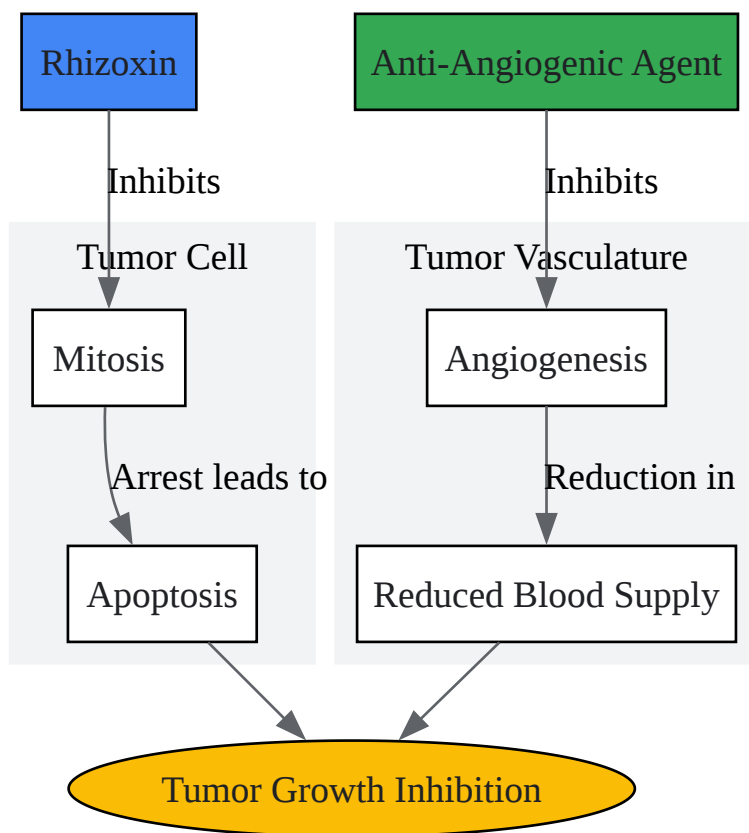 Rhizoxin
Anti-Angiogenic Agent
Inhibits
Inhibits
Tumor Cell
Tumor Vasculature
Mitosis
Angiogenesis
Arrest leads to
Reduction in
Apoptosis
Reduced Blood Supply
Tumor Growth Inhibition